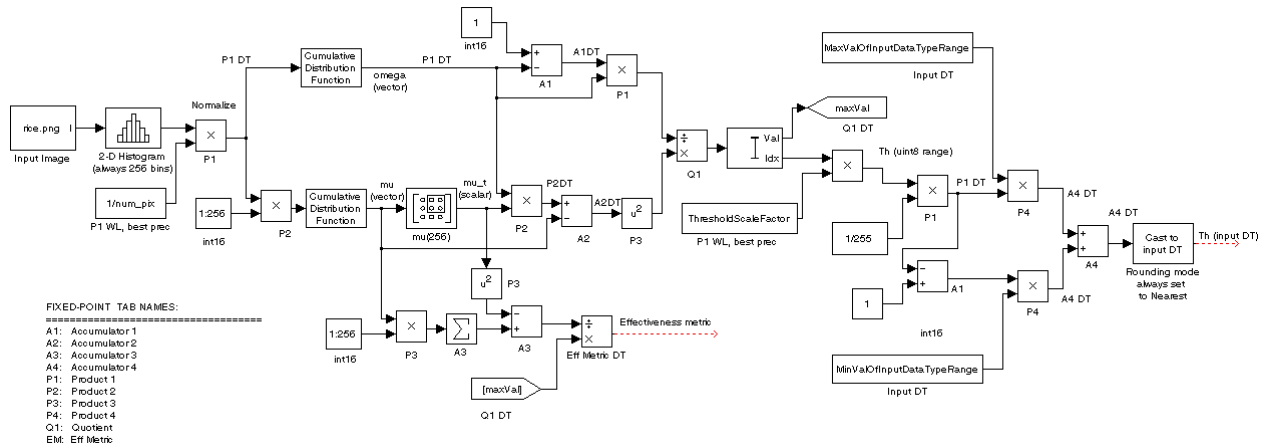 1
int16
A1DT
MaxValOfInputDataTypeRange
Input DT
P1 DT
Cumulative
Distribution
Function
P1 DT
omega
(vector)
+
−
A1
×
P1
maxVal
Q1 DT
rice.png I
Input Image
2-D Histogram
(always 256 bins)
Normalize
×
P1
÷
×
Q1
Val
Idx
Th (uint8 range)
×
×
P1
P1 DT
×
P4
A4 DT
1/num_pix
P1 WL, best prec
1:256
int16
×
P2
Cumulative
Distribution
Function
mu
(vector)
mu(256)
mu_t
(scalar)
×
P2
P2DT
+
−
A2
A2DT
u²
P3
ThresholdScaleFactor
P1 WL, best prec
1/255
A4 DT
+
+
A4
Cast to
input DT
Th (input DT)
Rounding mode
always set
to Nearest
u²
P3
−
+
A1
1
int16
×
P4
A4 DT
MinValOfInputDataTypeRange
Input DT
1:256
int16
×
P3
∑
A3
−
+
A3
÷
×
Eff Metric DT
Effectiveness metric
[maxVal]
Q1 DT
FIXED-POINT TAB NAMES:
==================================
A1: Accumulator 1
A2: Accumulator 2
A3: Accumulator 3
A4: Accumulator 4
P1: Product 1
P2: Product 2
P3: Product 3
P4: Product 4
Q1: Quotient
EM: Eff Metric